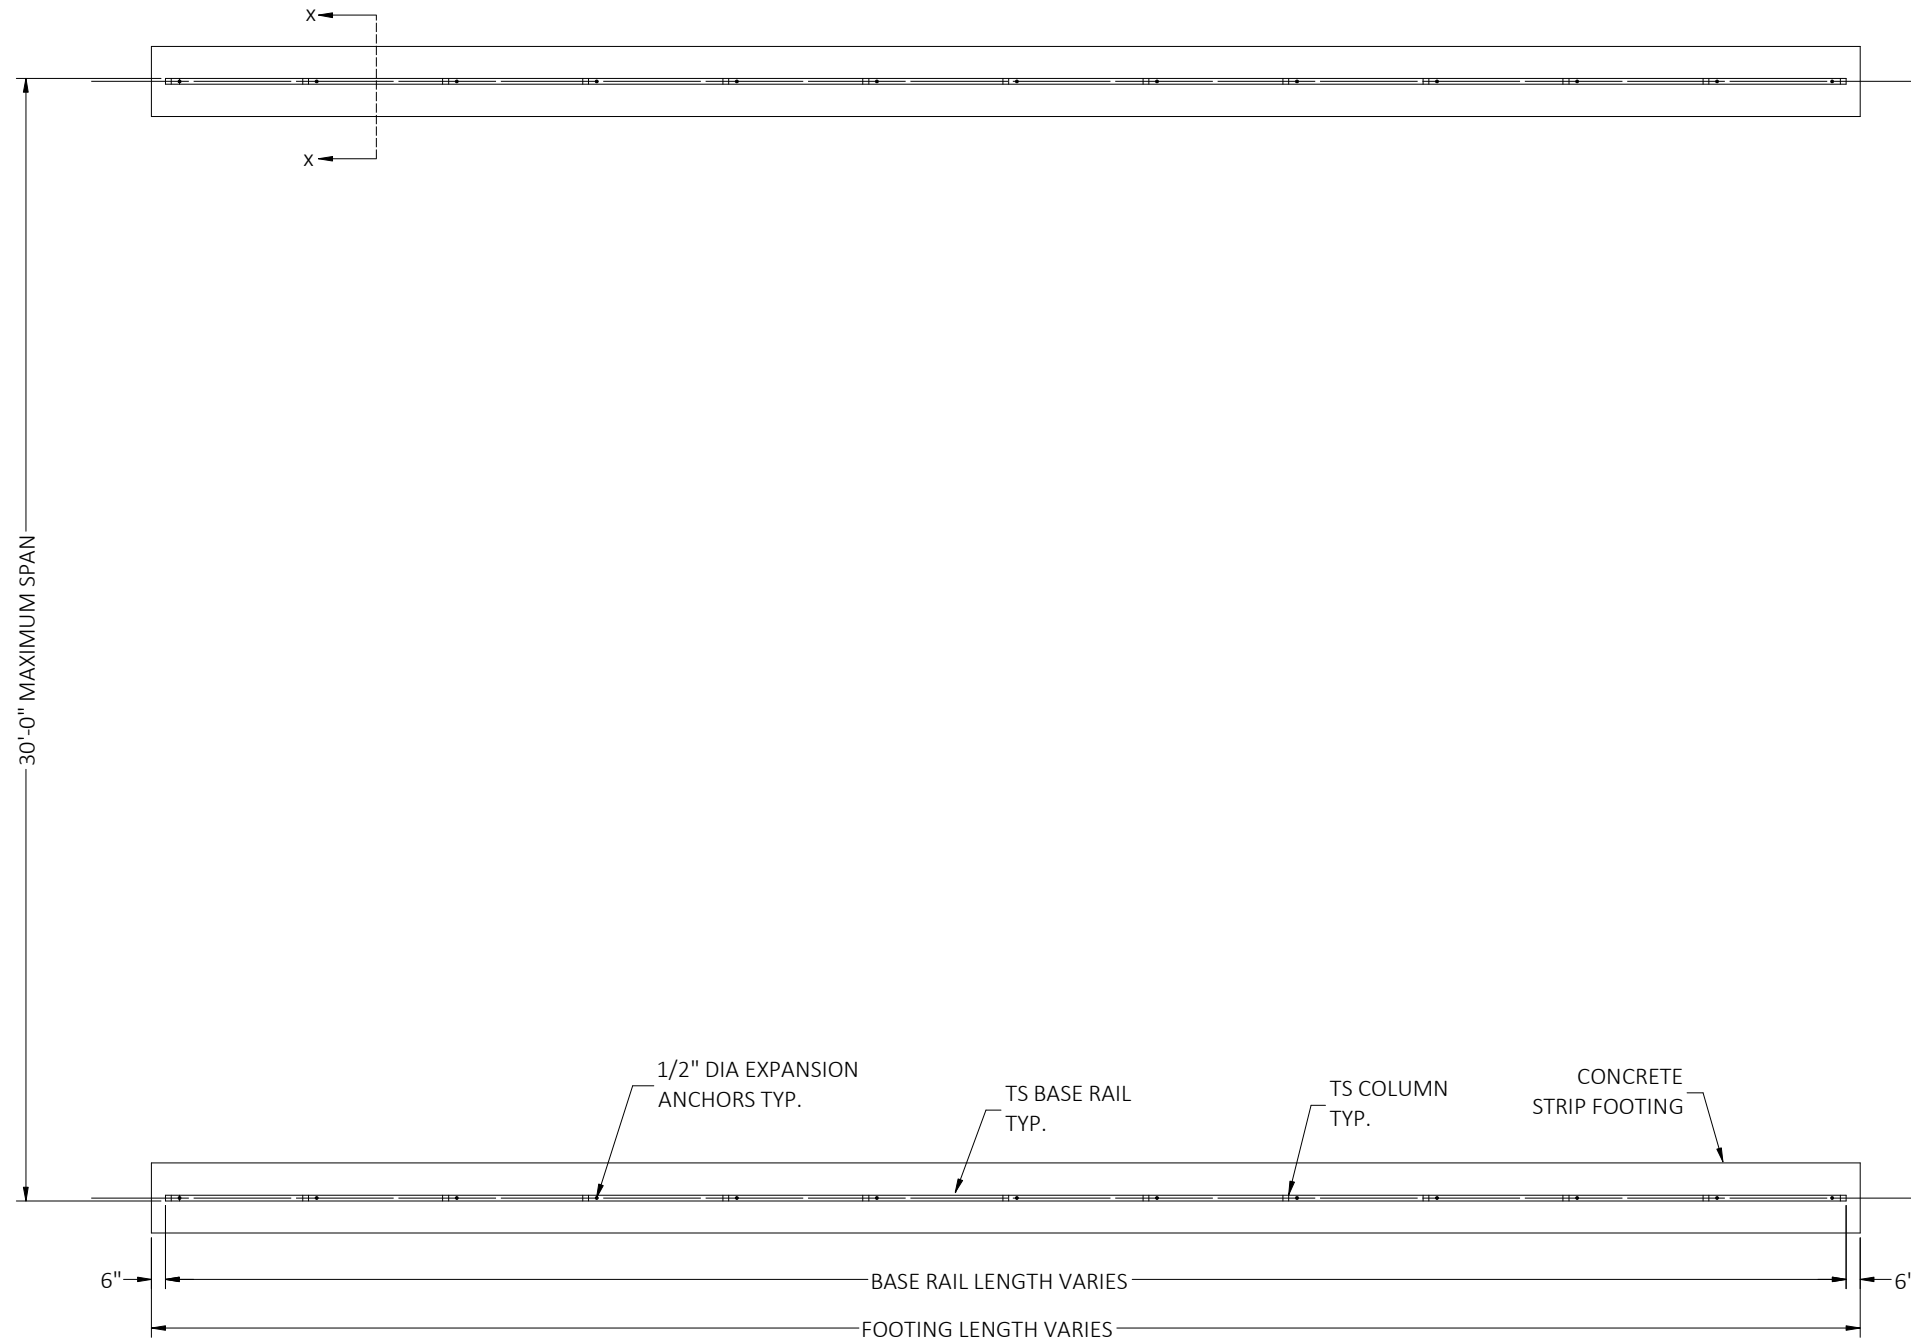 X
X
30'-0" MAXIMUM SPAN
1/2" DIA EXPANSION
ANCHORS TYP.
TS BASE RAIL
TYP.
TS COLUMN
TYP.
CONCRETE
STRIP FOOTING
6"
BASE RAIL LENGTH VARIES
6"
FOOTING LENGTH VARIES